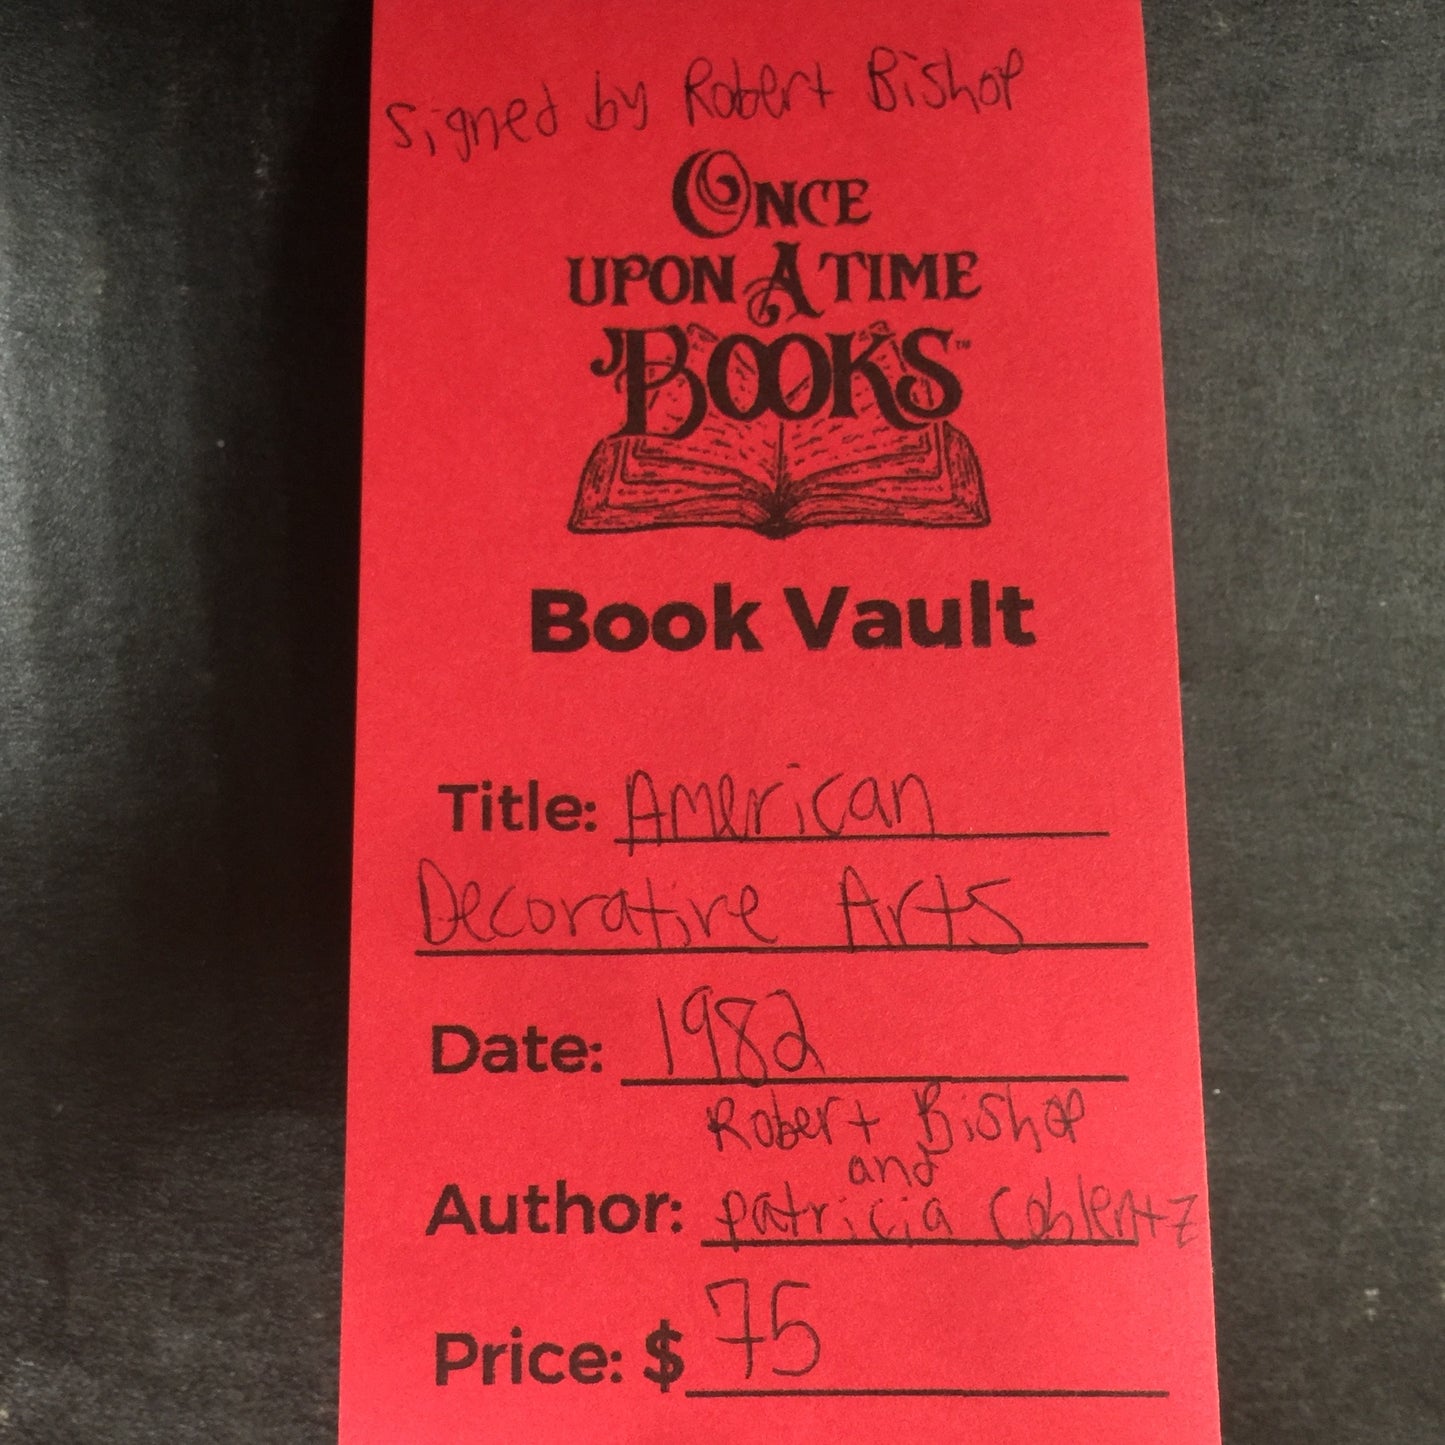 Signed by Robert Bishop
ONCE
UPON A TIME
BOOKS™
Book Vault
Title: American
Decorative Arts
Date: 1982
Robert Bishop
and
Author: Patricia Coblentz
Price: $75